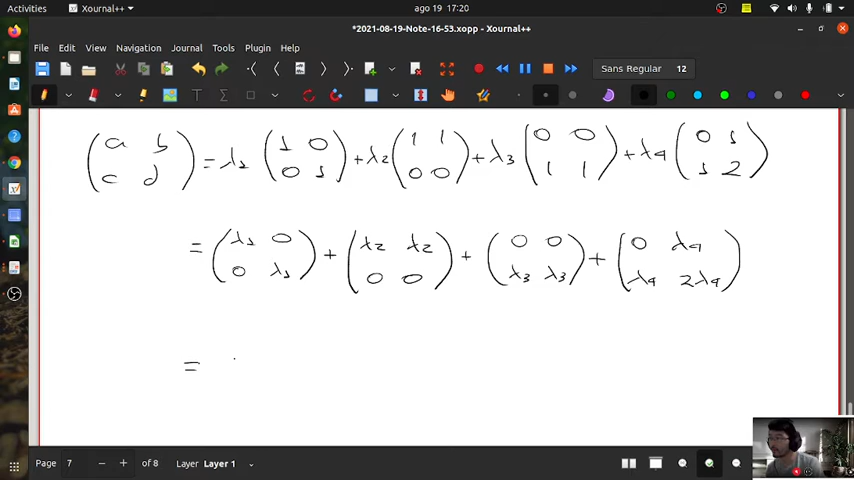 Activities Xournal++ ago 19 17:20
*2021-08-19-Note-16-53.xopp - Xournal++
File Edit View Navigation Journal Tools Plugin Help
Sans Regular 12
(a b) = λ1 (1 0) + λ2 (1 1) + λ3 (0 0) + λ4 (0 1)
(c d) (0 1) (0 0) (1 1) (1 2)
= (λ1 0) + (λ2 λ2) + (0 0) + (0 λ4)
(0 λ1) (0 0) (λ3 λ3) (λ4 2λ4)
=
Page 7 of 8 Layer Layer 1